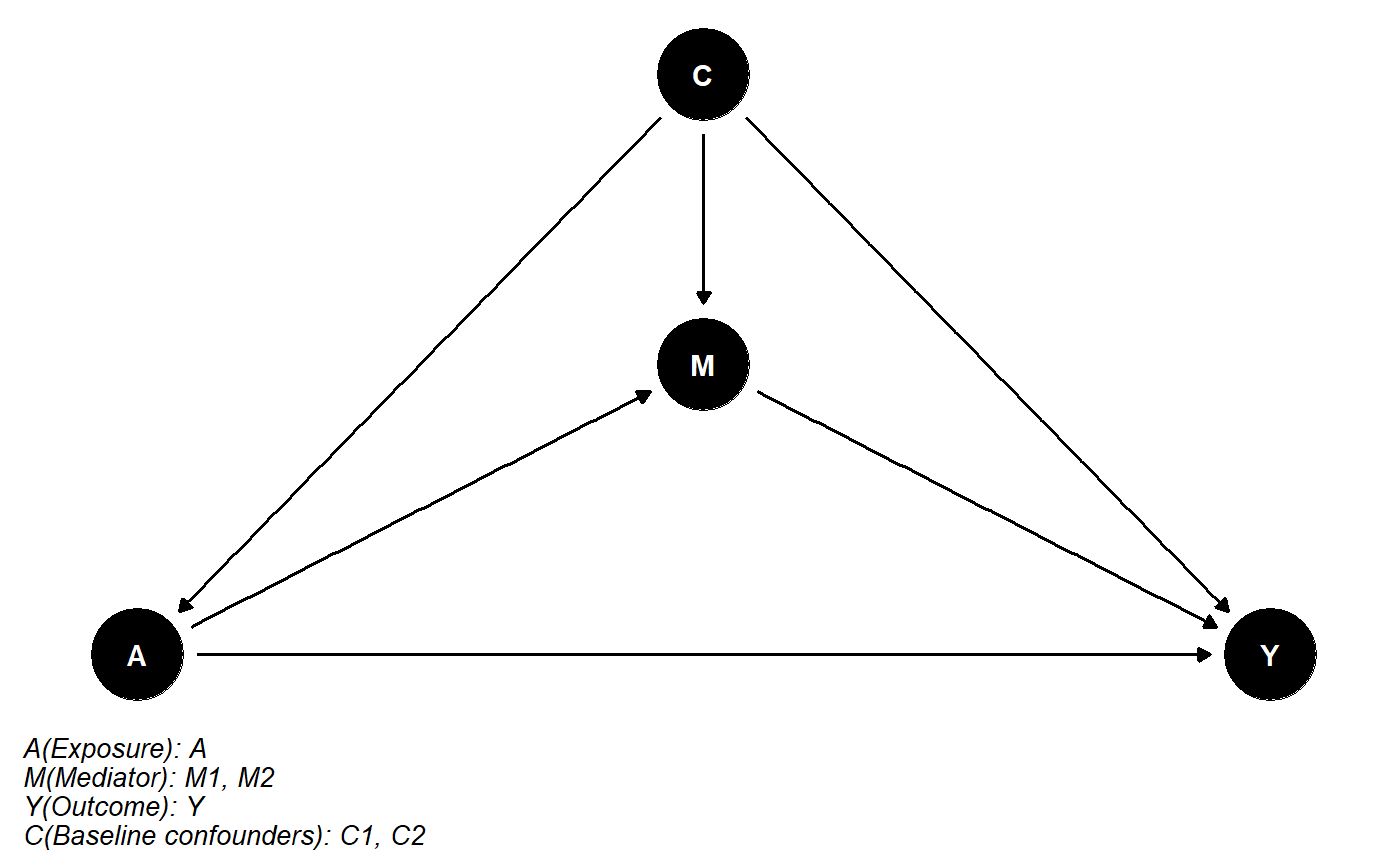 C
M
A
Y
A(Exposure): A
M(Mediator): M1, M2
Y(Outcome): Y
C(Baseline confounders): C1, C2